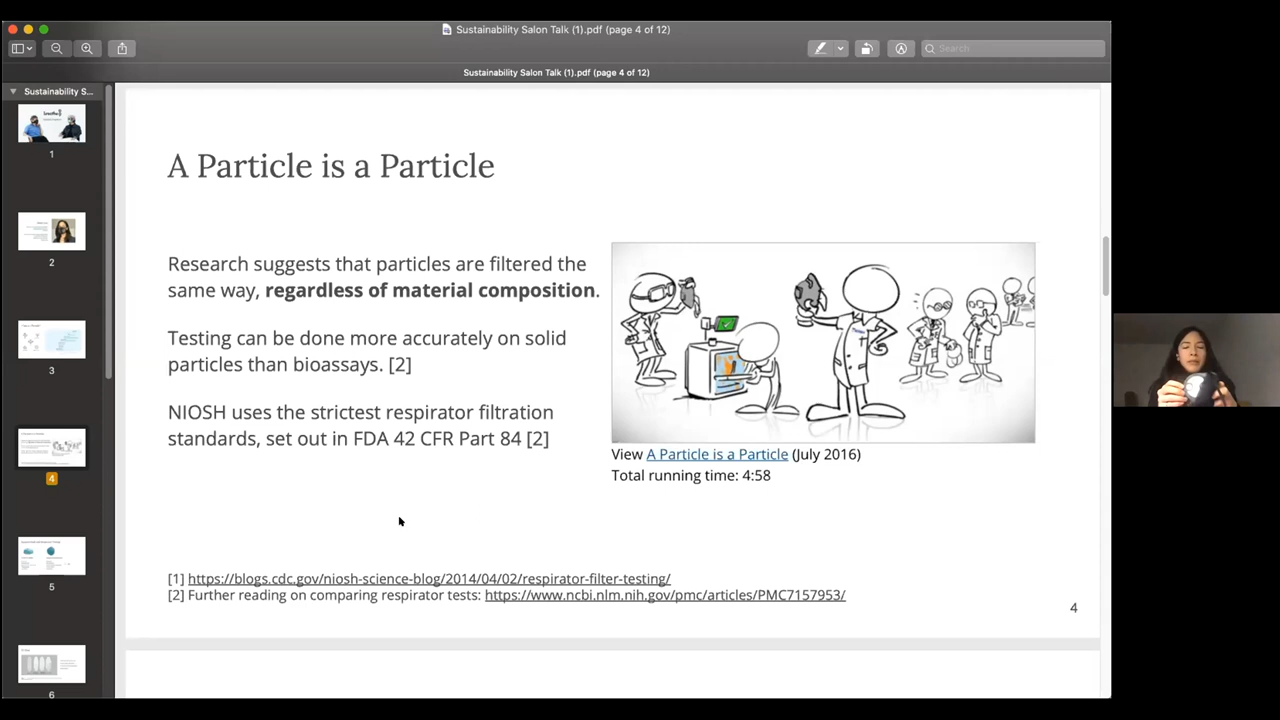 Sustainability Salon Talk (1).pdf (page 4 of 12)
Search
Sustainability Salon Talk (1).pdf (page 4 of 12)
Sustainability S...
1
2
3
4
5
6
A Particle is a Particle
Research suggests that particles are filtered the
same way, regardless of material composition.
Testing can be done more accurately on solid
particles than bioassays. [2]
NIOSH uses the strictest respirator filtration
standards, set out in FDA 42 CFR Part 84 [2]
View A Particle is a Particle (July 2016)
Total running time: 4:58
[1] https://blogs.cdc.gov/niosh-science-blog/2014/04/02/respirator-filter-testing/
[2] Further reading on comparing respirator tests: https://www.ncbi.nlm.nih.gov/pmc/articles/PMC7157953/
4